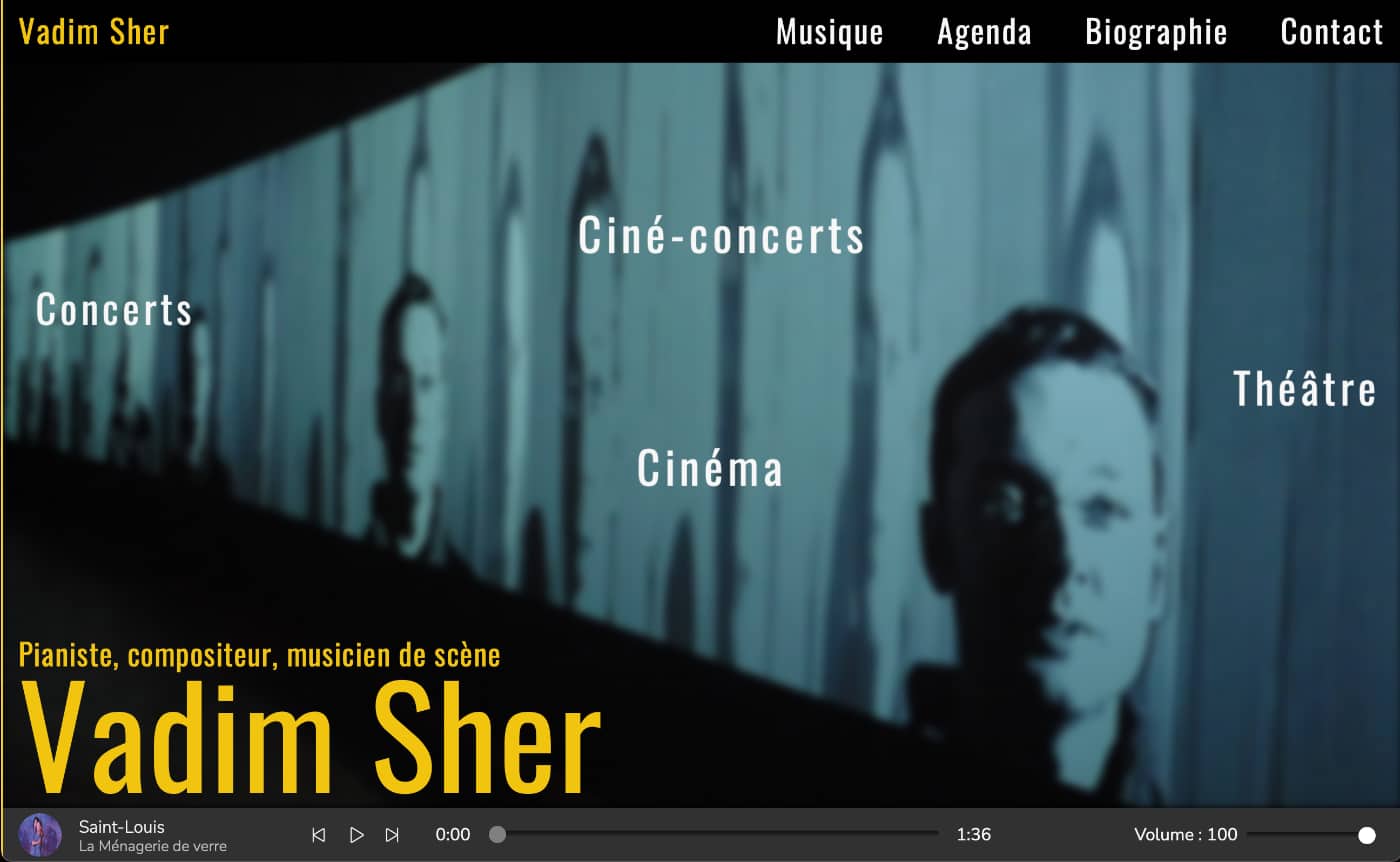 Vadim Sher
Musique Agenda Biographie Contact
Ciné-concerts
Concerts
Théâtre
Cinéma
Pianiste, compositeur, musicien de scène
Vadim Sher
Saint-Louis
La Ménagerie de verre
0:00
1:36
Volume : 100